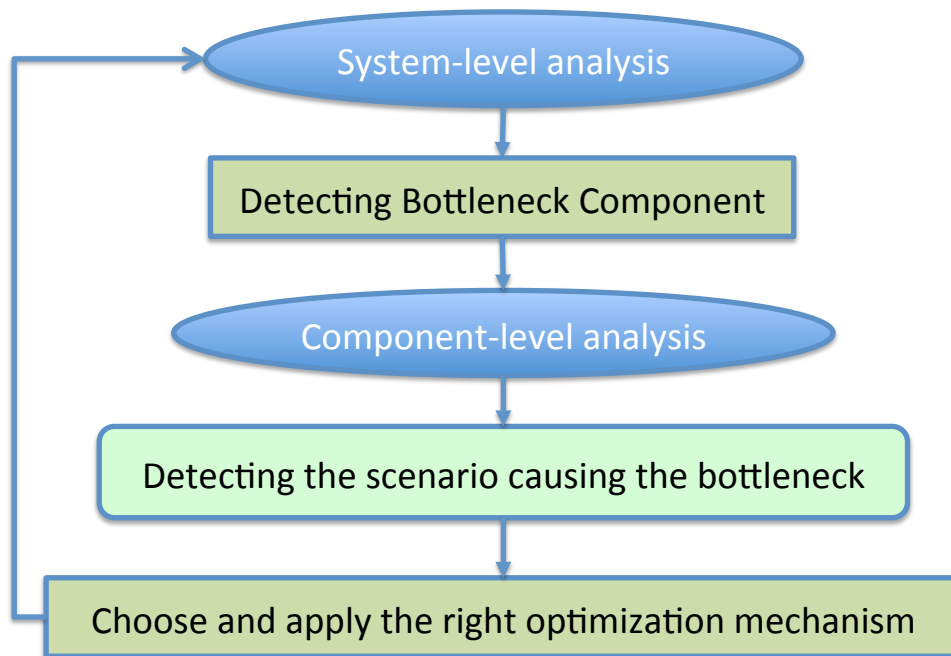 System-level analysis
Detecting Bottleneck Component
Component-level analysis
Detecting the scenario causing the bottleneck
Choose and apply the right optimization mechanism